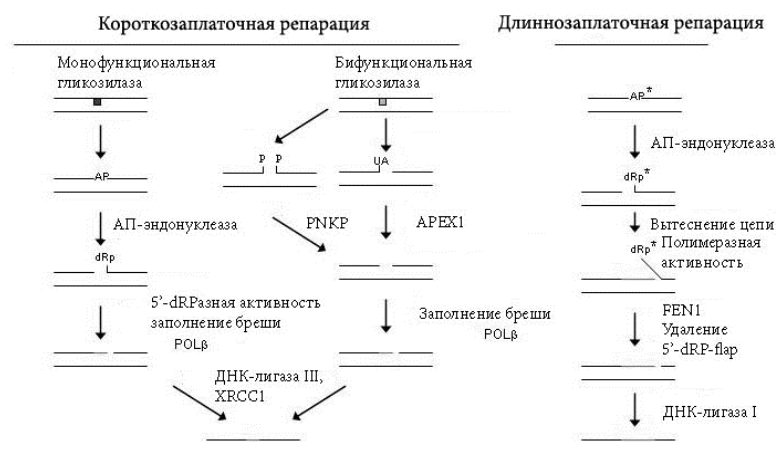 Короткозаплаточная репарация
Длиннозаплаточная репарация
Монофункциональная
гликозилаза
Бифункциональная
гликозилаза
AP*
АП-эндонуклеаза
P P
UA
AP
dRp*
АП-эндонуклеаза
PNKP
APEX1
Вытеснение цепи
dRp
dRp* Полимеразная
активность
5’-dRPазная активность
заполнение бреши
POLβ
Заполнение бреши
POLβ
FEN1
Удаление
5’-dRP-flap
ДНК-лигаза III,
XRCC1
ДНК-лигаза I